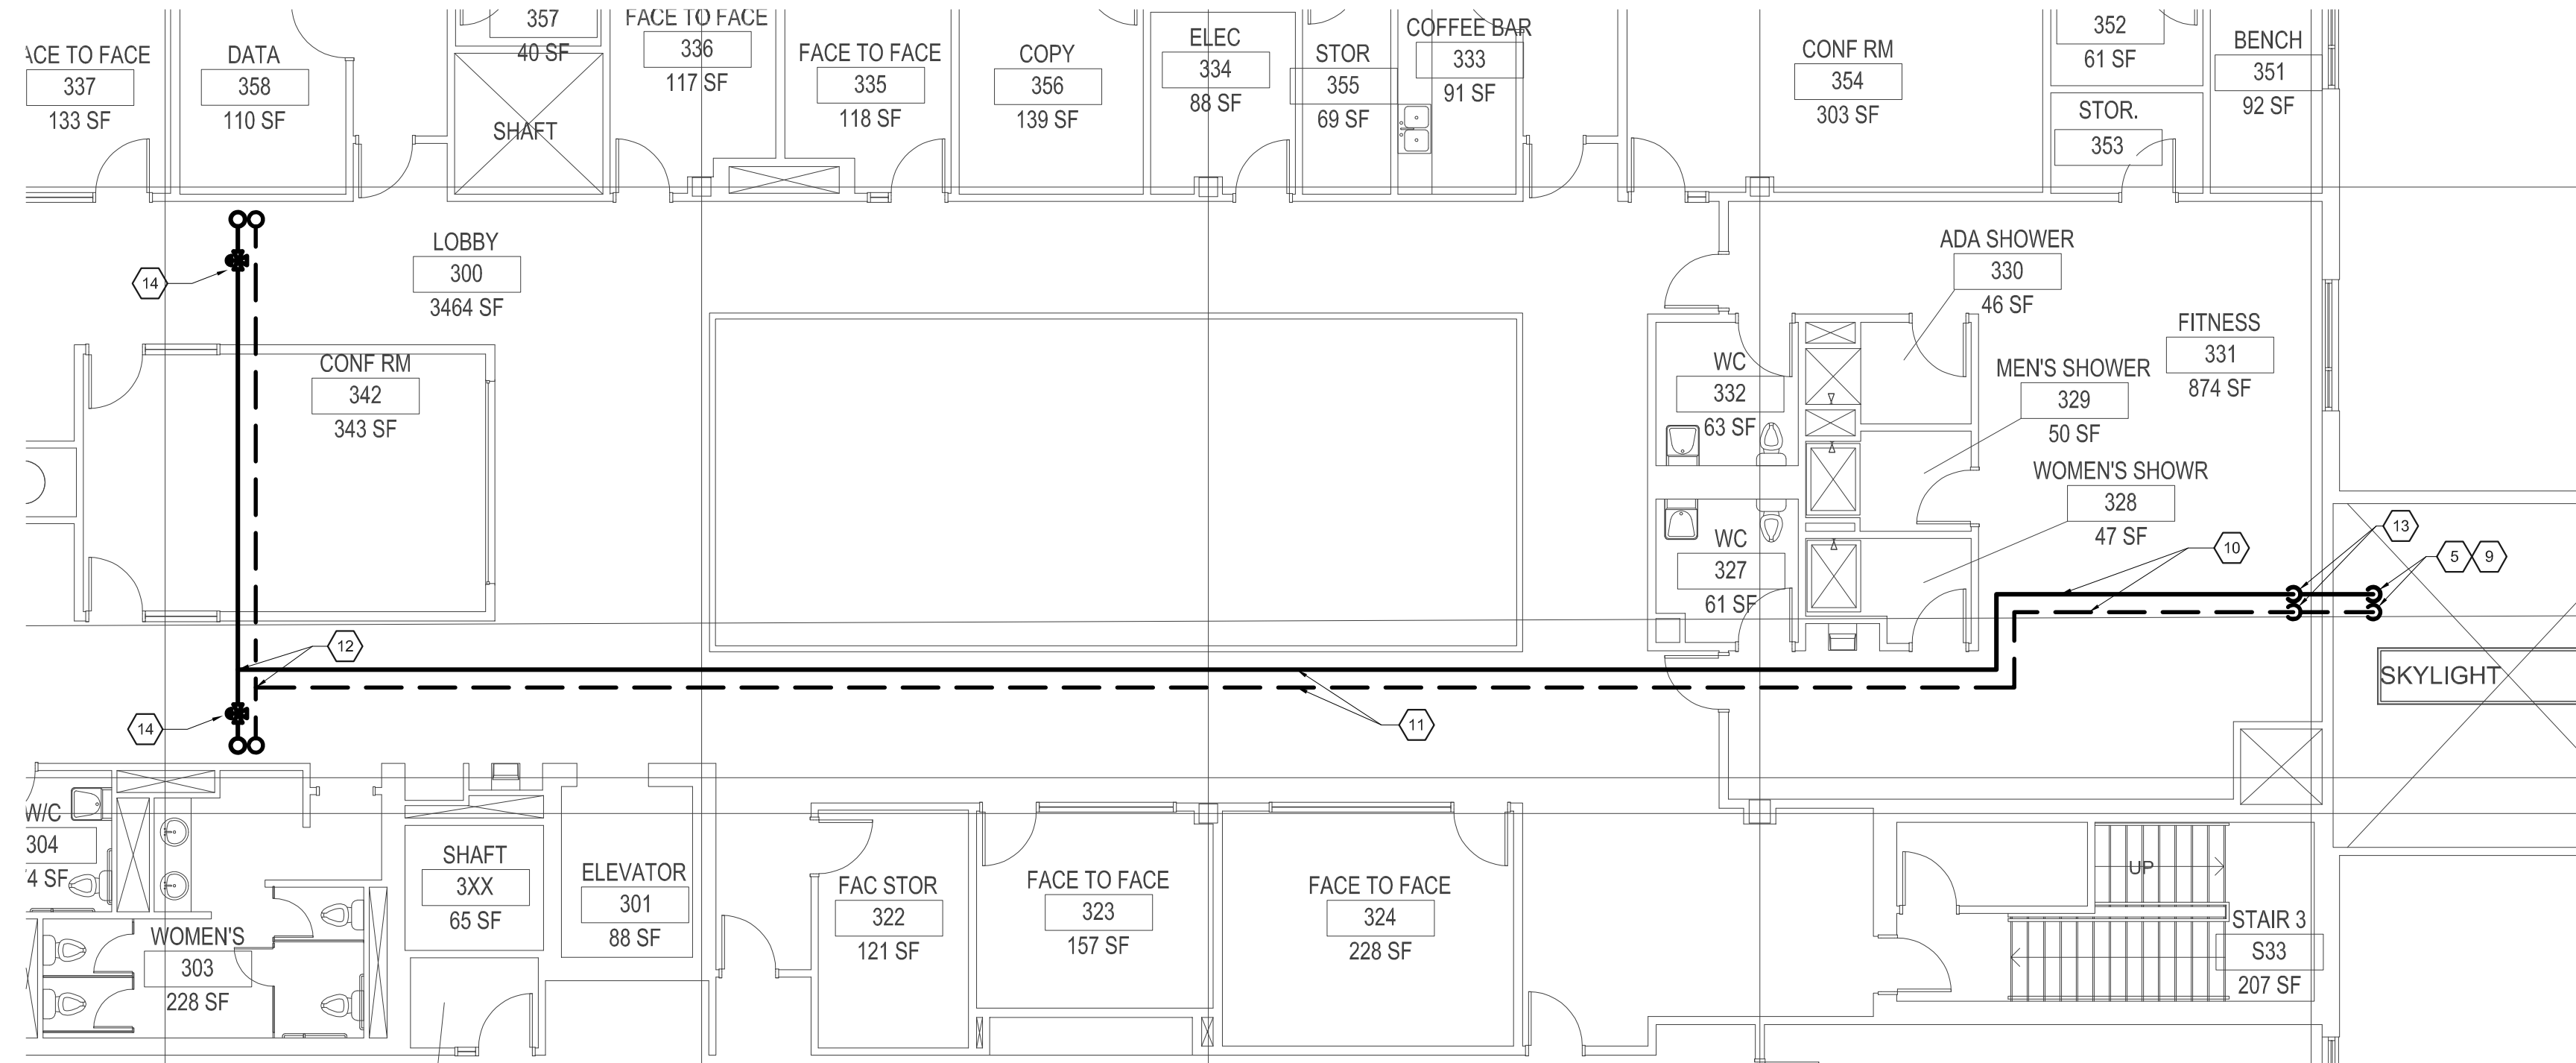 ACE TO FACE
337
133 SF
DATA
358
110 SF
357
40 SF
SHAFT
FACE TO FACE
336
117 SF
FACE TO FACE
335
118 SF
COPY
356
139 SF
ELEC
334
88 SF
STOR
355
69 SF
COFFEE BAR
333
91 SF
CONF RM
354
303 SF
352
61 SF
STOR.
353
BENCH
351
92 SF
14
LOBBY
300
3464 SF
CONF RM
342
343 SF
ADA SHOWER
330
46 SF
FITNESS
331
874 SF
WC
332
63 SF
MEN'S SHOWER
329
50 SF
WOMEN'S SHOWR
328
47 SF
WC
327
61 SF
13
10
5
9
12
14
11
SKYLIGHT
W/C
304
4 SF
WOMEN'S
303
228 SF
SHAFT
3XX
65 SF
ELEVATOR
301
88 SF
FAC STOR
322
121 SF
FACE TO FACE
323
157 SF
FACE TO FACE
324
228 SF
UP
STAIR 3
S33
207 SF